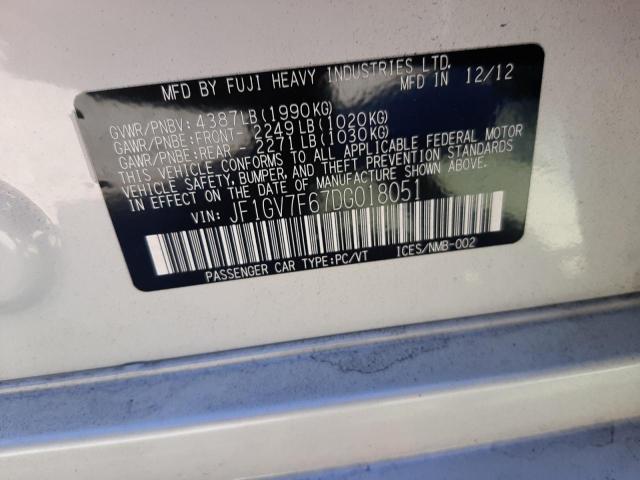 MFD BY FUJI HEAVY INDUSTRIES LTD.
MFD IN 12/12
GVWR/PNBV: 4387LB(1990KG)
GAWR/PNBE:FRONT- 2249LB(1020KG)
GAWR/PNBE:REAR- 2271LB(1030KG)
THIS VEHICLE CONFORMS TO ALL APPLICABLE FEDERAL MOTOR
VEHICLE SAFETY, BUMPER, AND THEFT PREVENTION STANDARDS
IN EFFECT ON THE DATE OF MANUFACTURE SHOWN ABOVE.
VIN: JF1GV7F67DG018051
PASSENGER CAR TYPE:PC/VT ICES/NMB-002